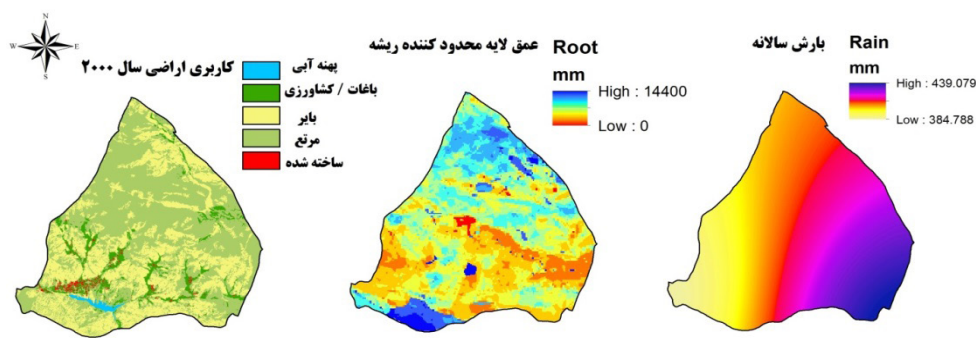 N
W E
S
کاربری اراضی سال ۲۰۰۰
پهنه آبی
باغات / کشاورزی
بایر
مرتع
ساخته شده
عمق لایه محدود کننده ریشه
Root
mm
High : 14400
Low : 0
بارش سالانه
Rain
mm
High : 439.079
Low : 384.788